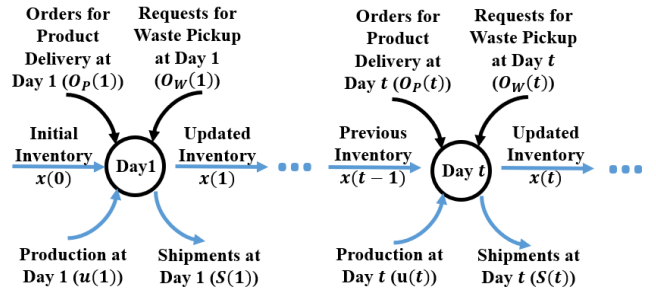 Orders for
Product
Delivery at
Day 1 (O_P(1))
Requests for
Waste Pickup
at Day 1
(O_W(1))
Initial
Inventory
x(0)
Day1
Updated
Inventory
x(1)
Production at
Day 1 (u(1))
Shipments at
Day 1 (S(1))
Orders for
Product
Delivery at
Day t (O_P(t))
Requests for
Waste Pickup
at Day t
(O_W(t))
Previous
Inventory
x(t − 1)
Day t
Updated
Inventory
x(t)
Production at
Day t (u(t))
Shipments at
Day t (S(t))